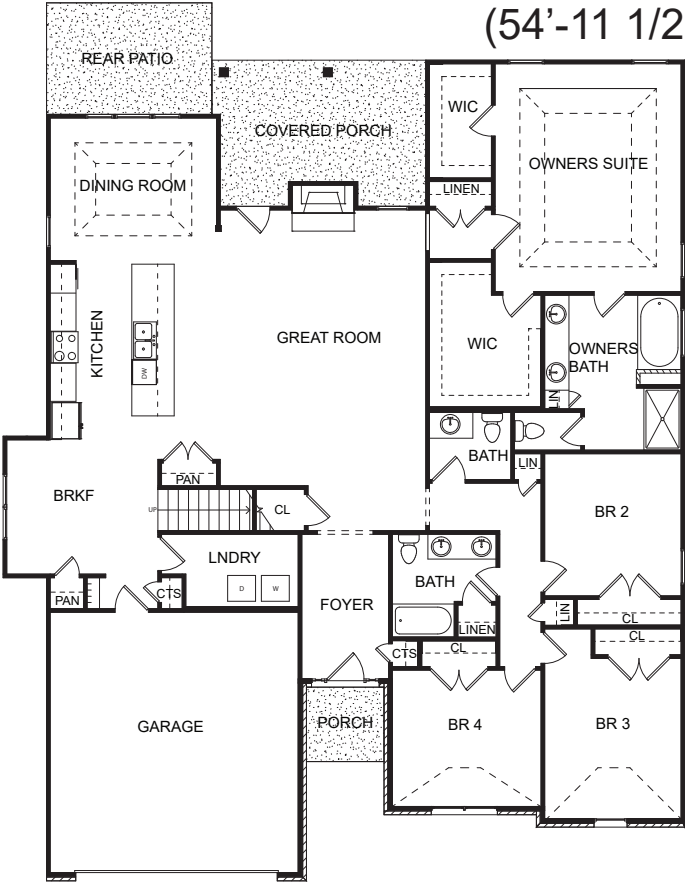 (54'-11 1/2
REAR PATIO
COVERED PORCH
WIC
OWNERS SUITE
DINING ROOM
LINEN
KITCHEN
GREAT ROOM
WIC
OWNERS
BATH
DW
LIN
BATH
LIN
PAN
BRKF
UP
CL
BR 2
LNDRY
D
W
BATH
FOYER
PAN
CTS
LINEN
LIN
CL
CL
CTS
CL
GARAGE
PORCH
BR 4
BR 3